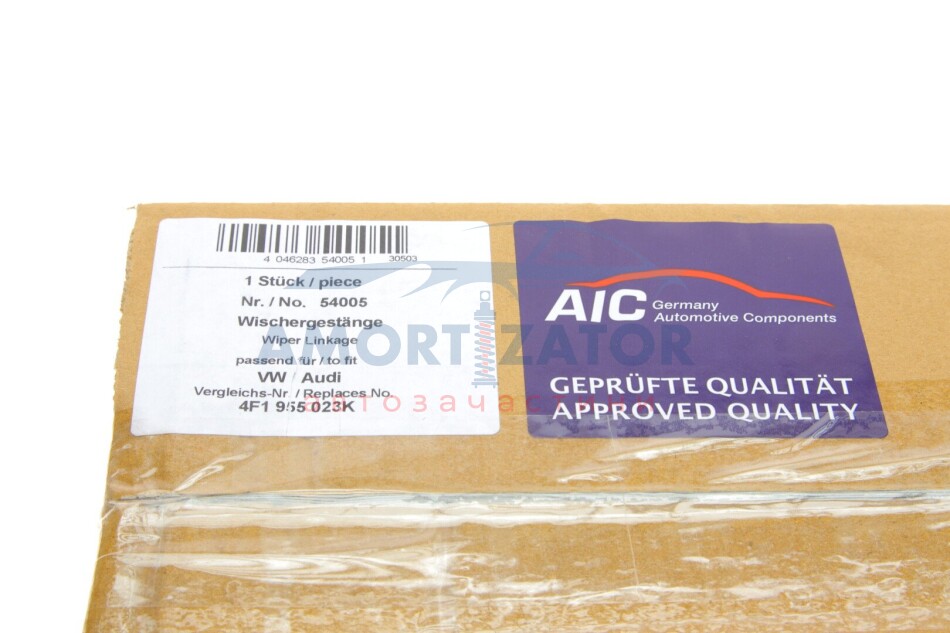 4 046283 54005 1
30503
1 Stück / piece
Nr. / No. 54005
Wischergestänge
Wiper Linkage
passend für / to fit
VW / Audi
Vergleichs-Nr. / Replaces No.
4F1 955 023K
AIC Germany
Automotive Components
GEPRÜFTE QUALITÄT
APPROVED QUALITY
AMORTIZATOR
автозапчастини